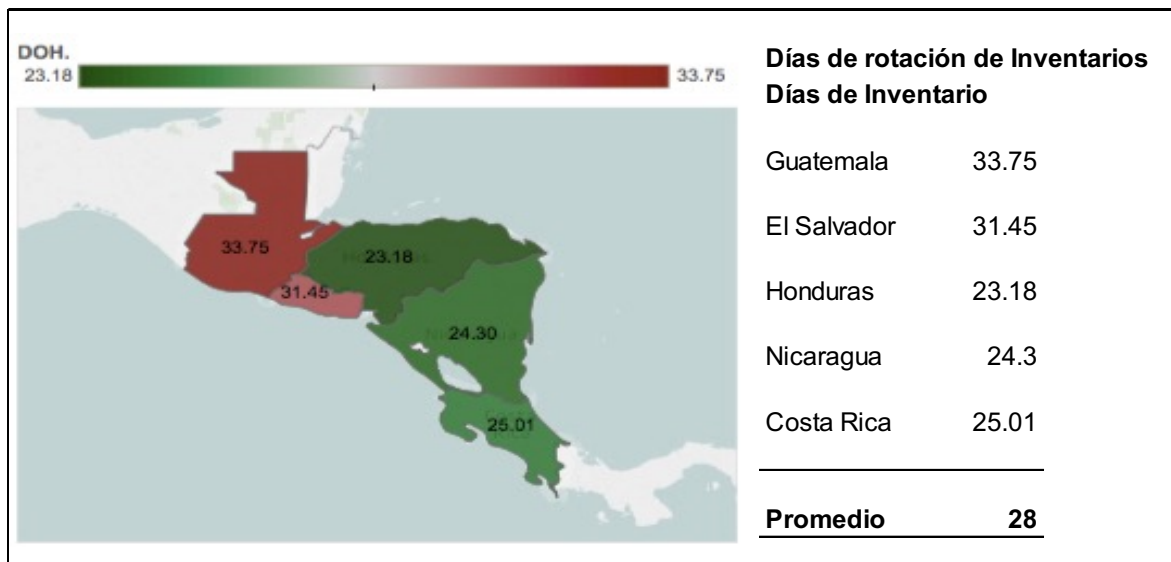 DOH.
23.18 33.75
33.75
23.18
31.45
24.30
25.01
Días de rotación de Inventarios
Días de Inventario
Guatemala 33.75
El Salvador 31.45
Honduras 23.18
Nicaragua 24.3
Costa Rica 25.01
Promedio 28